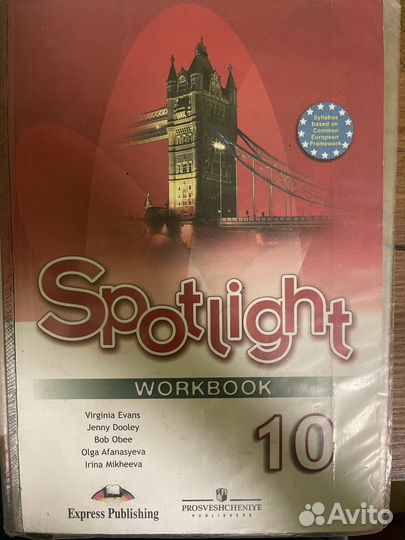 Syllabus
based on
Common
European
Framework
Spotlight
WORKBOOK
Virginia Evans
Jenny Dooley
Bob Obee
Olga Afanasyeva
Irina Mikheeva
10
Express Publishing
PROSVESHCHENIYE
PUBLISHERS
Avito